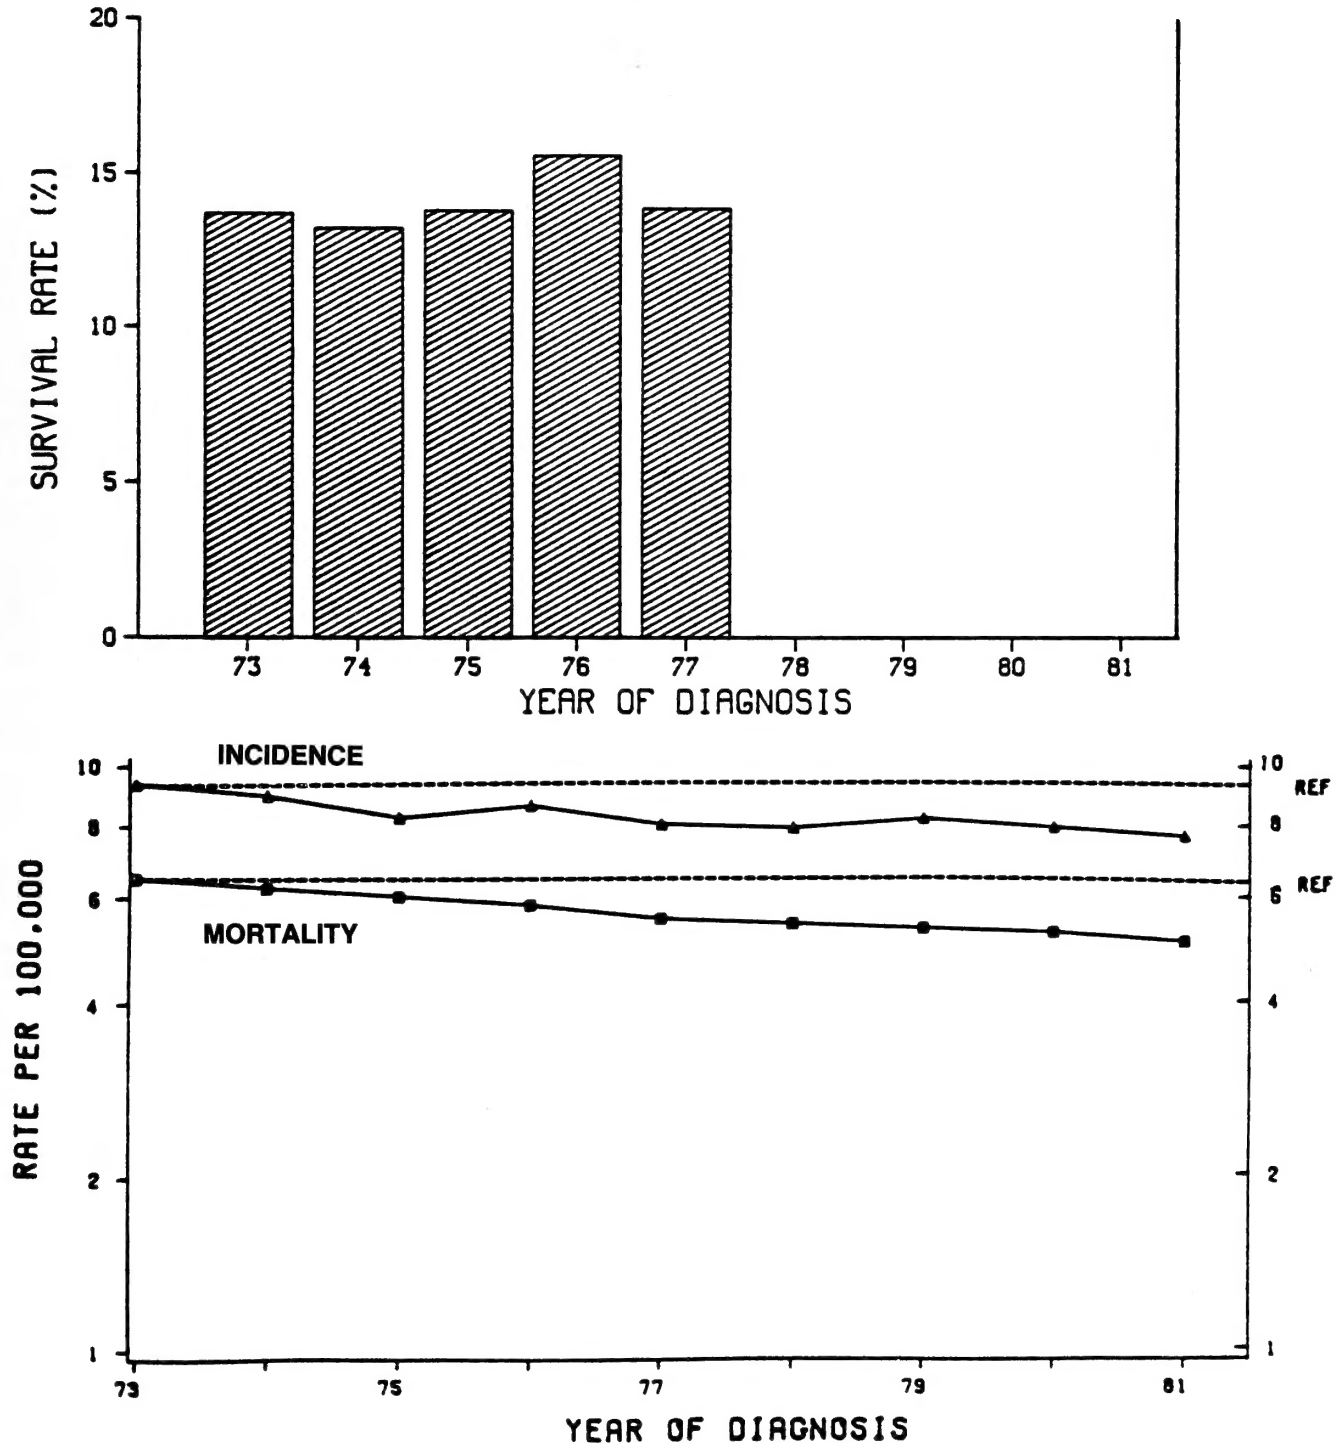 20
15
10
5
0
SURVIVAL RATE (%)
73 74 75 76 77 78 79 80 81
YEAR OF DIAGNOSIS
INCIDENCE
10
8
6
4
2
1
RATE PER 100,000
MORTALITY
10
8
6
4
2
1
REF
REF
73 75 77 79 81
YEAR OF DIAGNOSIS